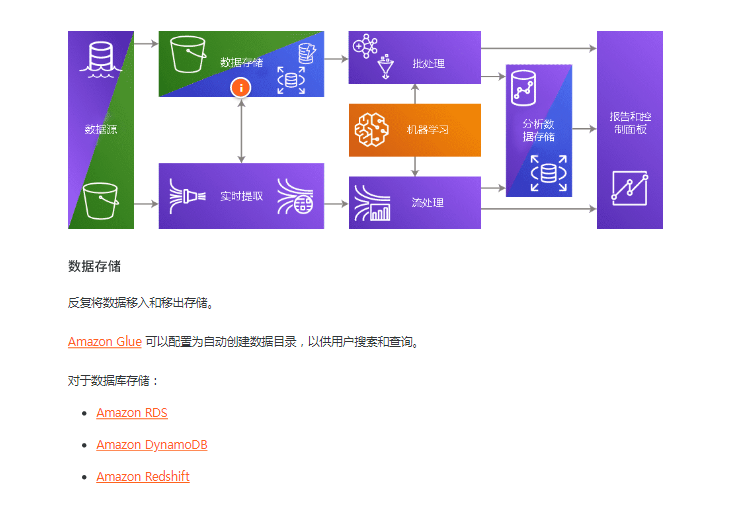 数据源
数据存储
批处理
机器学习
分析数
据存储
报告和控
制面板
实时提取
流处理
数据存储
反复将数据移入和移出存储。
Amazon Glue 可以配置为自动创建数据目录，以供用户搜索和查询。
对于数据库存储：
Amazon RDS
Amazon DynamoDB
Amazon Redshift